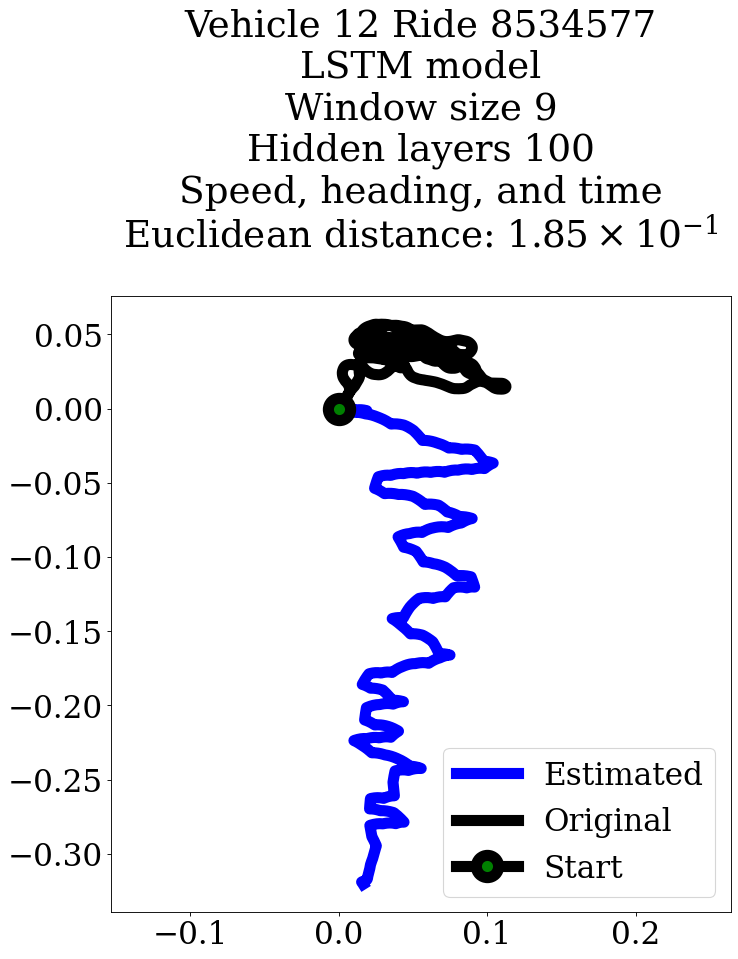 Vehicle 12 Ride 8534577
LSTM model
Window size 9
Hidden layers 100
Speed, heading, and time
Euclidean distance: 1.85 × 10⁻¹
0.05
0.00
−0.05
−0.10
−0.15
−0.20
−0.25
−0.30
Estimated
Original
Start
−0.1 0.0 0.1 0.2